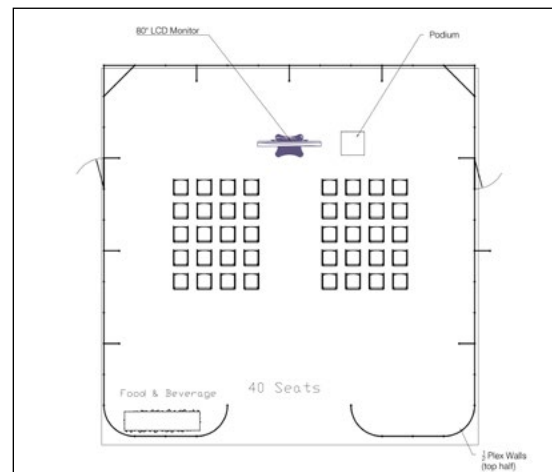 80" LCD Monitor
Podium
Food & Beverage
40 Seats
½ Plex Walls
(top half)